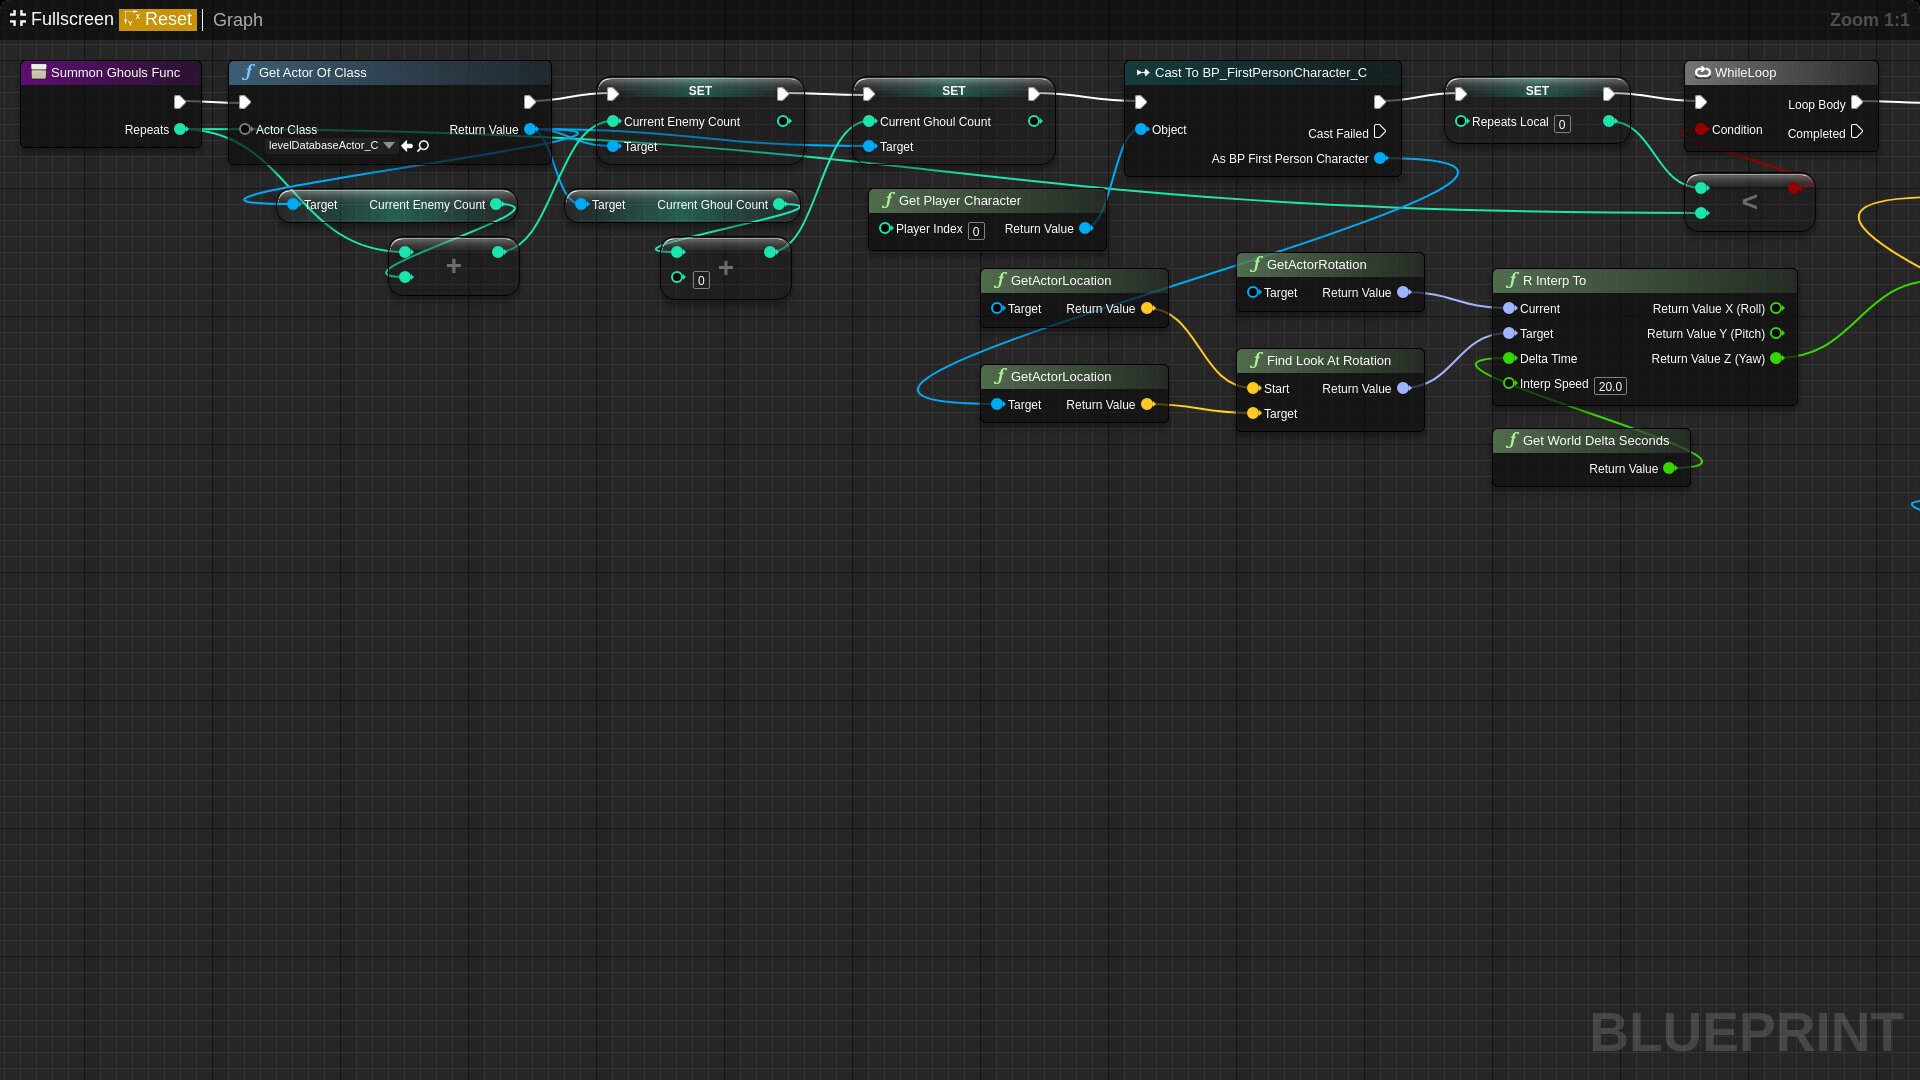 Fullscreen Reset Graph Zoom 1:1
Summon Ghouls Func
Repeats
Get Actor Of Class
Actor Class Return Value
levelDatabaseActor_C
SET
Current Enemy Count
Target
SET
Current Ghoul Count
Target
Cast To BP_FirstPersonCharacter_C
Object Cast Failed
As BP First Person Character
SET
Repeats Local 0
WhileLoop
Loop Body
Condition Completed
Target Current Enemy Count
+
Target Current Ghoul Count
+
0
Get Player Character
Player Index 0 Return Value
<
GetActorLocation
Target Return Value
GetActorLocation
Target Return Value
GetActorRotation
Target Return Value
Find Look At Rotation
Start Return Value
Target
R Interp To
Current Return Value X (Roll)
Target Return Value Y (Pitch)
Delta Time Return Value Z (Yaw)
Interp Speed 20.0
Get World Delta Seconds
Return Value
BLUEPRINT